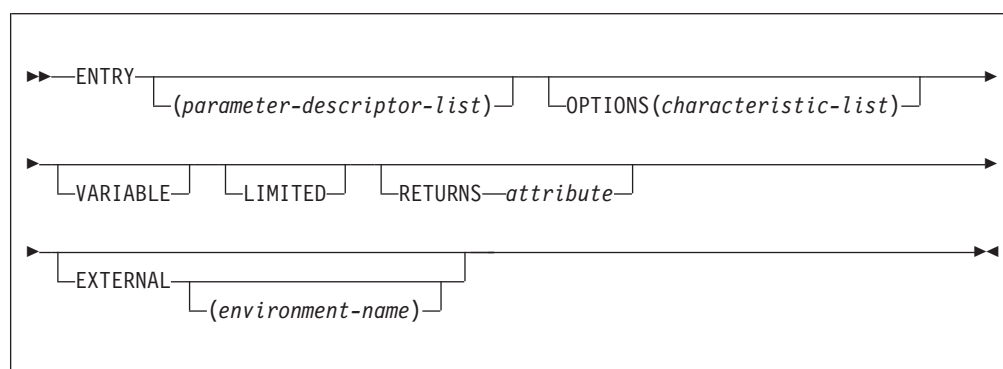 ENTRY
(parameter-descriptor-list) OPTIONS(characteristic-list)
VARIABLE LIMITED RETURNS attribute
EXTERNAL
(environment-name)